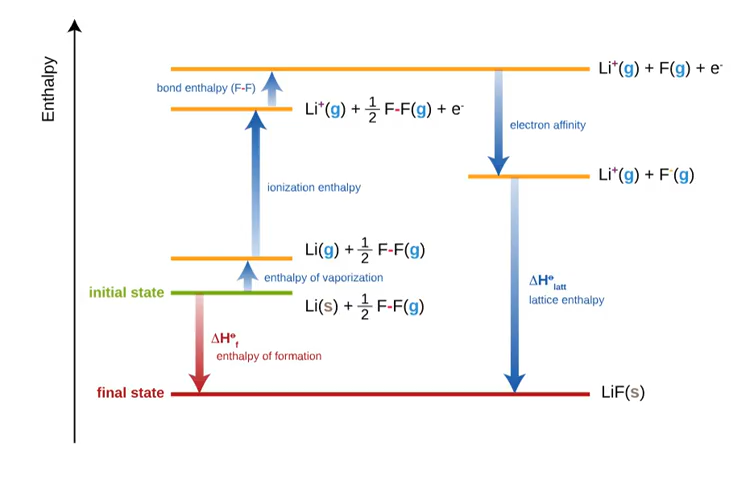 Enthalpy
Li⁺(g) + F(g) + e⁻
bond enthalpy (F-F)
Li⁺(g) + 1/2 F-F(g) + e⁻
electron affinity
Li⁺(g) + F (g)
ionization enthalpy
Li(g) + 1/2 F-F(g)
enthalpy of vaporization
initial state
Li(s) + 1/2 F-F(g)
ΔH°latt
lattice enthalpy
ΔH°f
enthalpy of formation
final state
LiF(s)